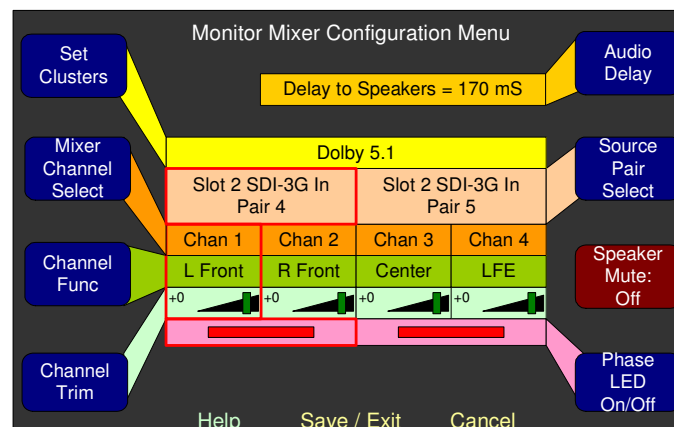 Monitor Mixer Configuration Menu
Set
Clusters
Audio
Delay
Delay to Speakers = 170 mS
Mixer
Channel
Select
Dolby 5.1
Source
Pair
Select
Slot 2 SDI-3G In
Pair 4
Slot 2 SDI-3G In
Pair 5
Chan 1
Chan 2
Chan 3
Chan 4
Channel
Func
L Front
R Front
Center
LFE
Speaker
Mute:
Off
+0
+0
+0
+0
Channel
Trim
Phase
LED
On/Off
Help
Save / Exit
Cancel